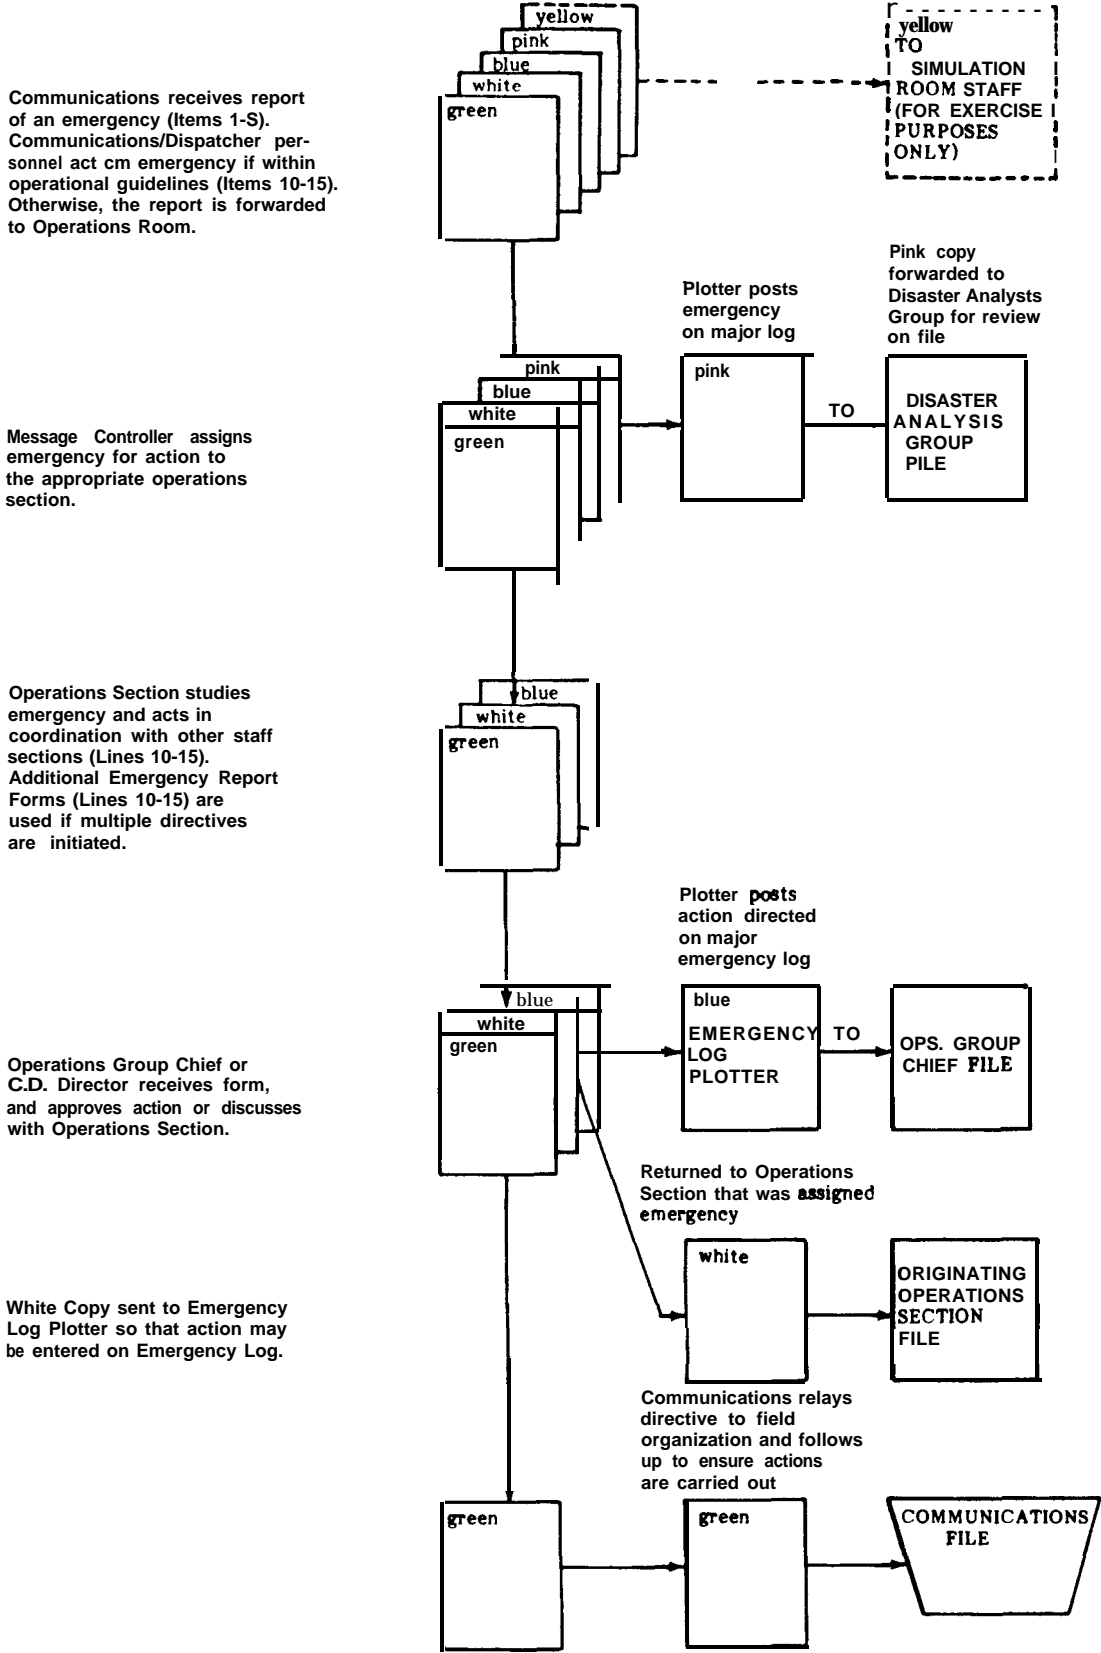 yellow
pink
blue
white
green
yellow
TO
SIMULATION
ROOM STAFF
(FOR EXERCISE
PURPOSES
ONLY)
Communications receives report
of an emergency (Items 1-S).
Communications/Dispatcher per-
sonnel act cm emergency if within
operational guidelines (Items 10-15).
Otherwise, the report is forwarded
to Operations Room.
Plotter posts
emergency
on major log
Pink copy
forwarded to
Disaster Analysts
Group for review
on file
pink
blue
white
green
pink
TO
DISASTER
ANALYSIS
GROUP
PILE
Message Controller assigns
emergency for action to
the appropriate operations
section.
Operations Section studies
emergency and acts in
coordination with other staff
sections (Lines 10-15).
Additional Emergency Report
Forms (Lines 10-15) are
used if multiple directives
are initiated.
blue
white
green
Plotter posts
action directed
on major
emergency log
blue
white
green
blue
EMERGENCY
LOG
PLOTTER
TO
OPS. GROUP
CHIEF FILE
Operations Group Chief or
C.D. Director receives form,
and approves action or discusses
with Operations Section.
Returned to Operations
Section that was assigned
emergency
white
ORIGINATING
OPERATIONS
SECTION
FILE
White Copy sent to Emergency
Log Plotter so that action may
be entered on Emergency Log.
Communications relays
directive to field
organization and follows
up to ensure actions
are carried out
green
green
COMMUNICATIONS
FILE